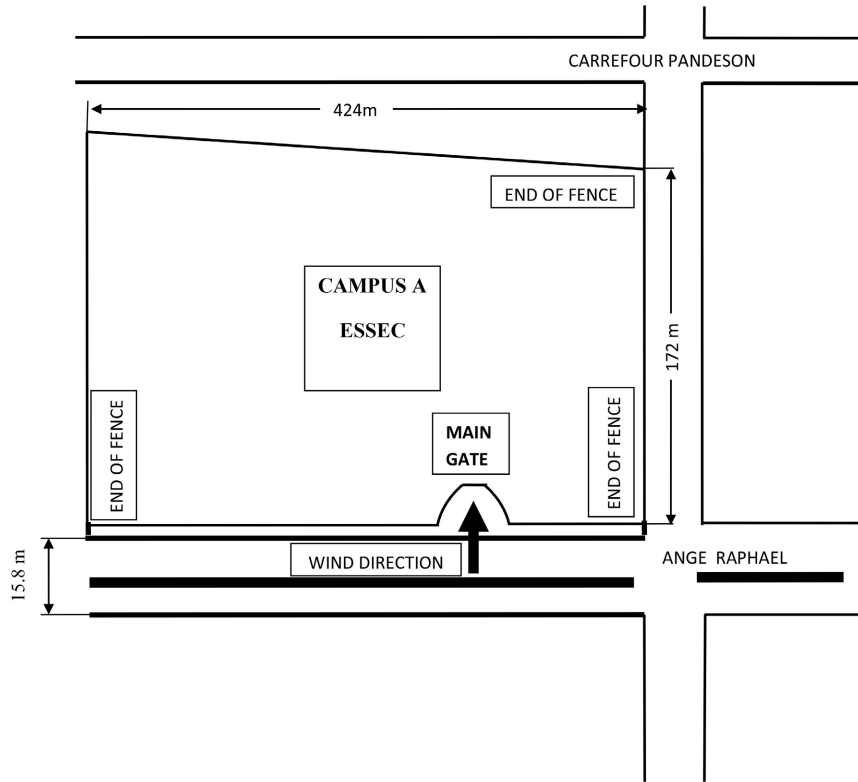 CARREFOUR PANDESON
424m
END OF FENCE
CAMPUS A
ESSEC
172 m
END OF FENCE
MAIN
GATE
END OF FENCE
15.8 m
WIND DIRECTION
ANGE RAPHAEL